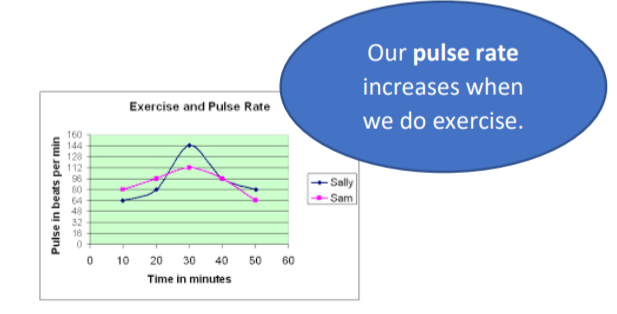 Our pulse rate
increases when
we do exercise.
Exercise and Pulse Rate
Pulse in beats per min
160
144
128
112
96
80
64
48
32
16
0
0 10 20 30 40 50 60
Time in minutes
Sally
Sam